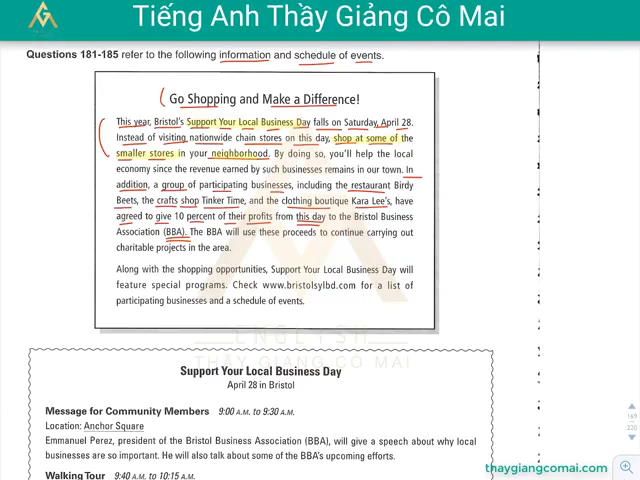 Tiếng Anh Thầy Giảng Cô Mai
Questions 181-185 refer to the following information and schedule of events.
Go Shopping and Make a Difference!
This year, Bristol's Support Your Local Business Day falls on Saturday, April 28.
Instead of visiting nationwide chain stores on this day, shop at some of the
smaller stores in your neighborhood. By doing so, you'll help the local
economy since the revenue earned by such businesses remains in our town. In
addition, a group of participating businesses, including the restaurant Birdy
Beets, the crafts shop Tinker Time, and the clothing boutique Kara Lee's, have
agreed to give 10 percent of their profits from this day to the Bristol Business
Association (BBA). The BBA will use these proceeds to continue carrying out
charitable projects in the area.
Along with the shopping opportunities, Support Your Local Business Day will
feature special programs. Check www.bristolsylbd.com for a list of
participating businesses and a schedule of events.
ENGLISH
THẦY GIẢNG CÔ MAI
Support Your Local Business Day
April 28 in Bristol
Message for Community Members 9:00 A.M. to 9:30 A.M.
Location: Anchor Square
Emmanuel Perez, president of the Bristol Business Association (BBA), will give a speech about why local
businesses are so important. He will also talk about some of the BBA's upcoming efforts.
Walking Tour 9:40 A.M. to 10:15 A.M.
169
220
thaygiangcomai.com